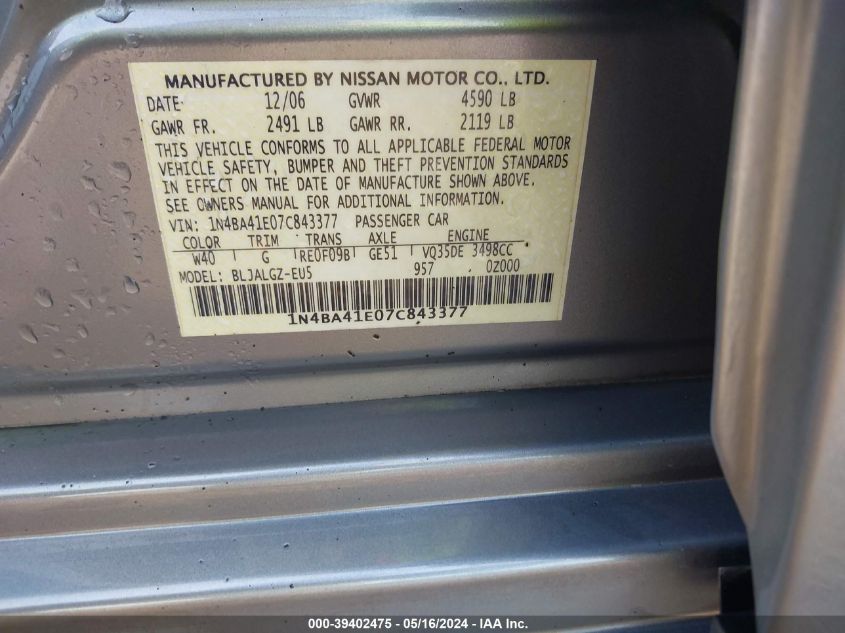 MANUFACTURED BY NISSAN MOTOR CO., LTD.
DATE 12/06 GVWR 4590 LB
GAWR FR. 2491 LB GAWR RR. 2119 LB
THIS VEHICLE CONFORMS TO ALL APPLICABLE FEDERAL MOTOR
VEHICLE SAFETY, BUMPER AND THEFT PREVENTION STANDARDS
IN EFFECT ON THE DATE OF MANUFACTURE SHOWN ABOVE.
SEE OWNERS MANUAL FOR ADDITIONAL INFORMATION.
VIN: 1N4BA41E07C843377 PASSENGER CAR
COLOR TRIM TRANS AXLE ENGINE
W40 G RE0F09B GE51 VQ35DE 3498CC
MODEL: BLJALGZ-EU5 957 0Z000
1N4BA41E07C843377
000-39402475 - 05/16/2024 - IAA Inc.